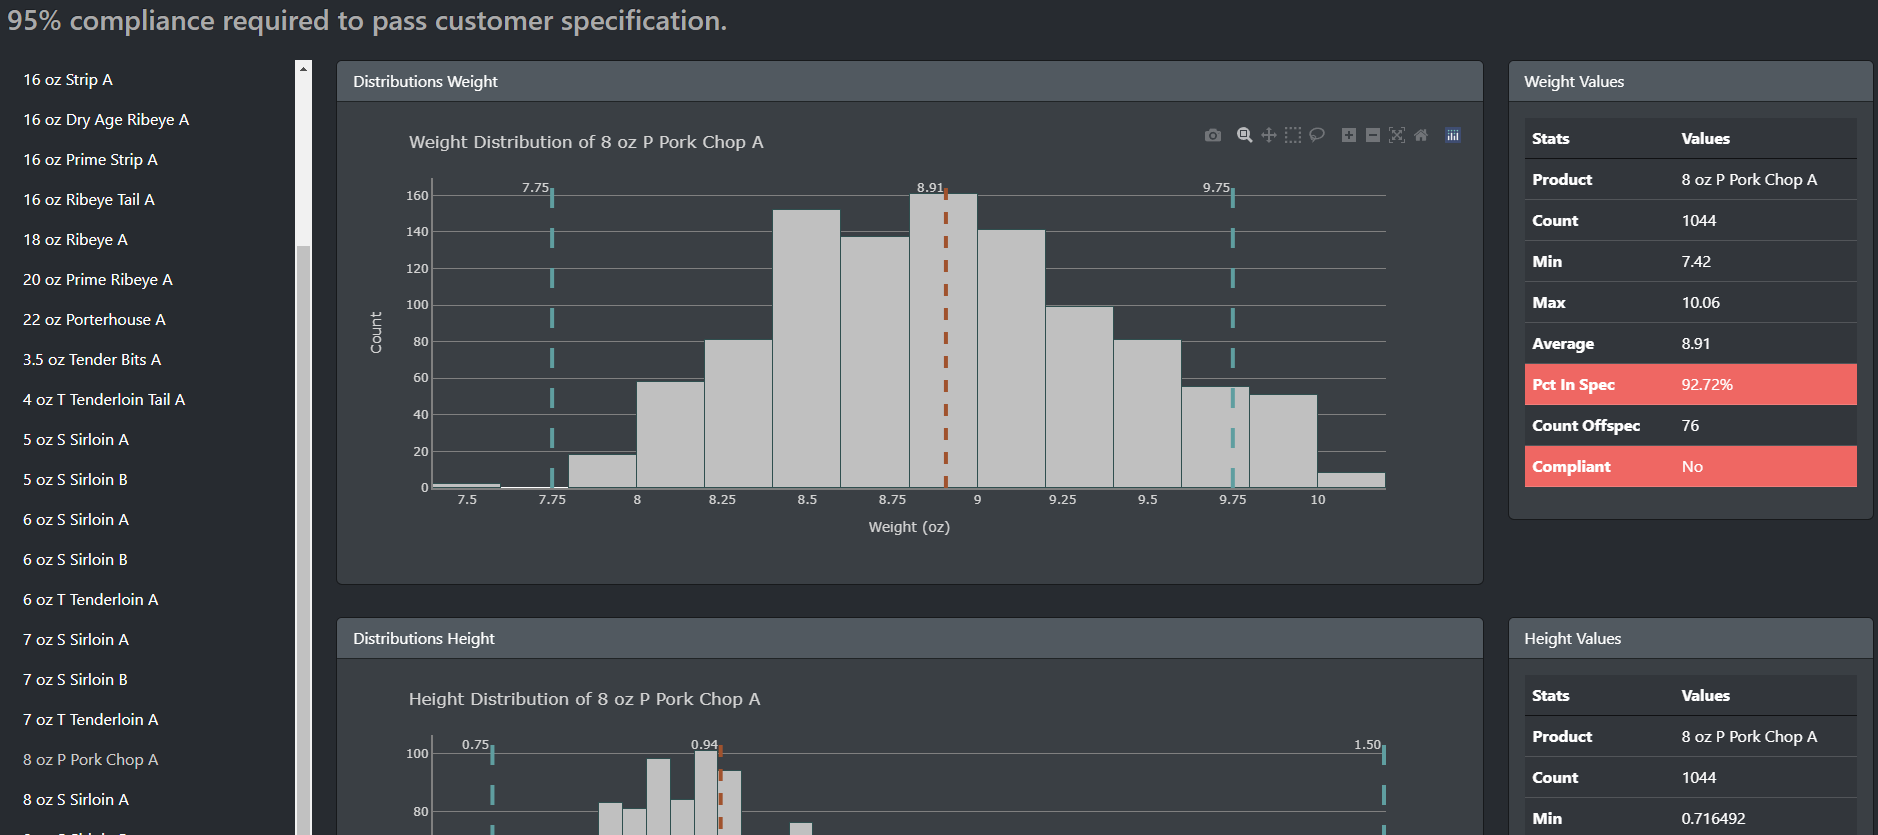 95% compliance required to pass customer specification.
16 oz Strip A
16 oz Dry Age Ribeye A
16 oz Prime Strip A
16 oz Ribeye Tail A
18 oz Ribeye A
20 oz Prime Ribeye A
22 oz Porterhouse A
3.5 oz Tender Bits A
4 oz T Tenderloin Tail A
5 oz S Sirloin A
5 oz S Sirloin B
6 oz S Sirloin A
6 oz S Sirloin B
6 oz T Tenderloin A
7 oz S Sirloin A
7 oz S Sirloin B
7 oz T Tenderloin A
8 oz P Pork Chop A
8 oz S Sirloin A
Distributions Weight
Weight Distribution of 8 oz P Pork Chop A
7.75 8.91 9.75
160
140
120
100
80
60
40
20
0
Count
7.5 7.75 8 8.25 8.5 8.75 9 9.25 9.5 9.75 10
Weight (oz)
Weight Values
Stats Values
Product 8 oz P Pork Chop A
Count 1044
Min 7.42
Max 10.06
Average 8.91
Pct In Spec 92.72%
Count Offspec 76
Compliant No
Distributions Height
Height Distribution of 8 oz P Pork Chop A
0.75 0.94 1.50
100
80
Height Values
Stats Values
Product 8 oz P Pork Chop A
Count 1044
Min 0.716492